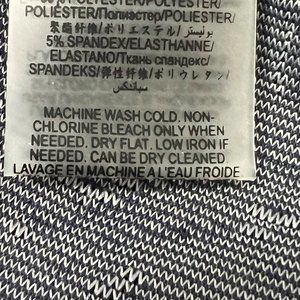 POLYESTER/POLYESTER/
POLIÉSTER/Полиэстер/POLIESTER/
聚酯纤维/ポリエステル/بوليستر
5% SPANDEX/ELASTHANNE/
ELASTANO/Ткань спандекс/
SPANDEKS/弹性纤维/ポリウレタン/
سباندكس
MACHINE WASH COLD. NON-
CHLORINE BLEACH ONLY WHEN
NEEDED. DRY FLAT. LOW IRON IF
NEEDED. CAN BE DRY CLEANED
LAVAGE EN MACHINE A L'EAU FROIDE.